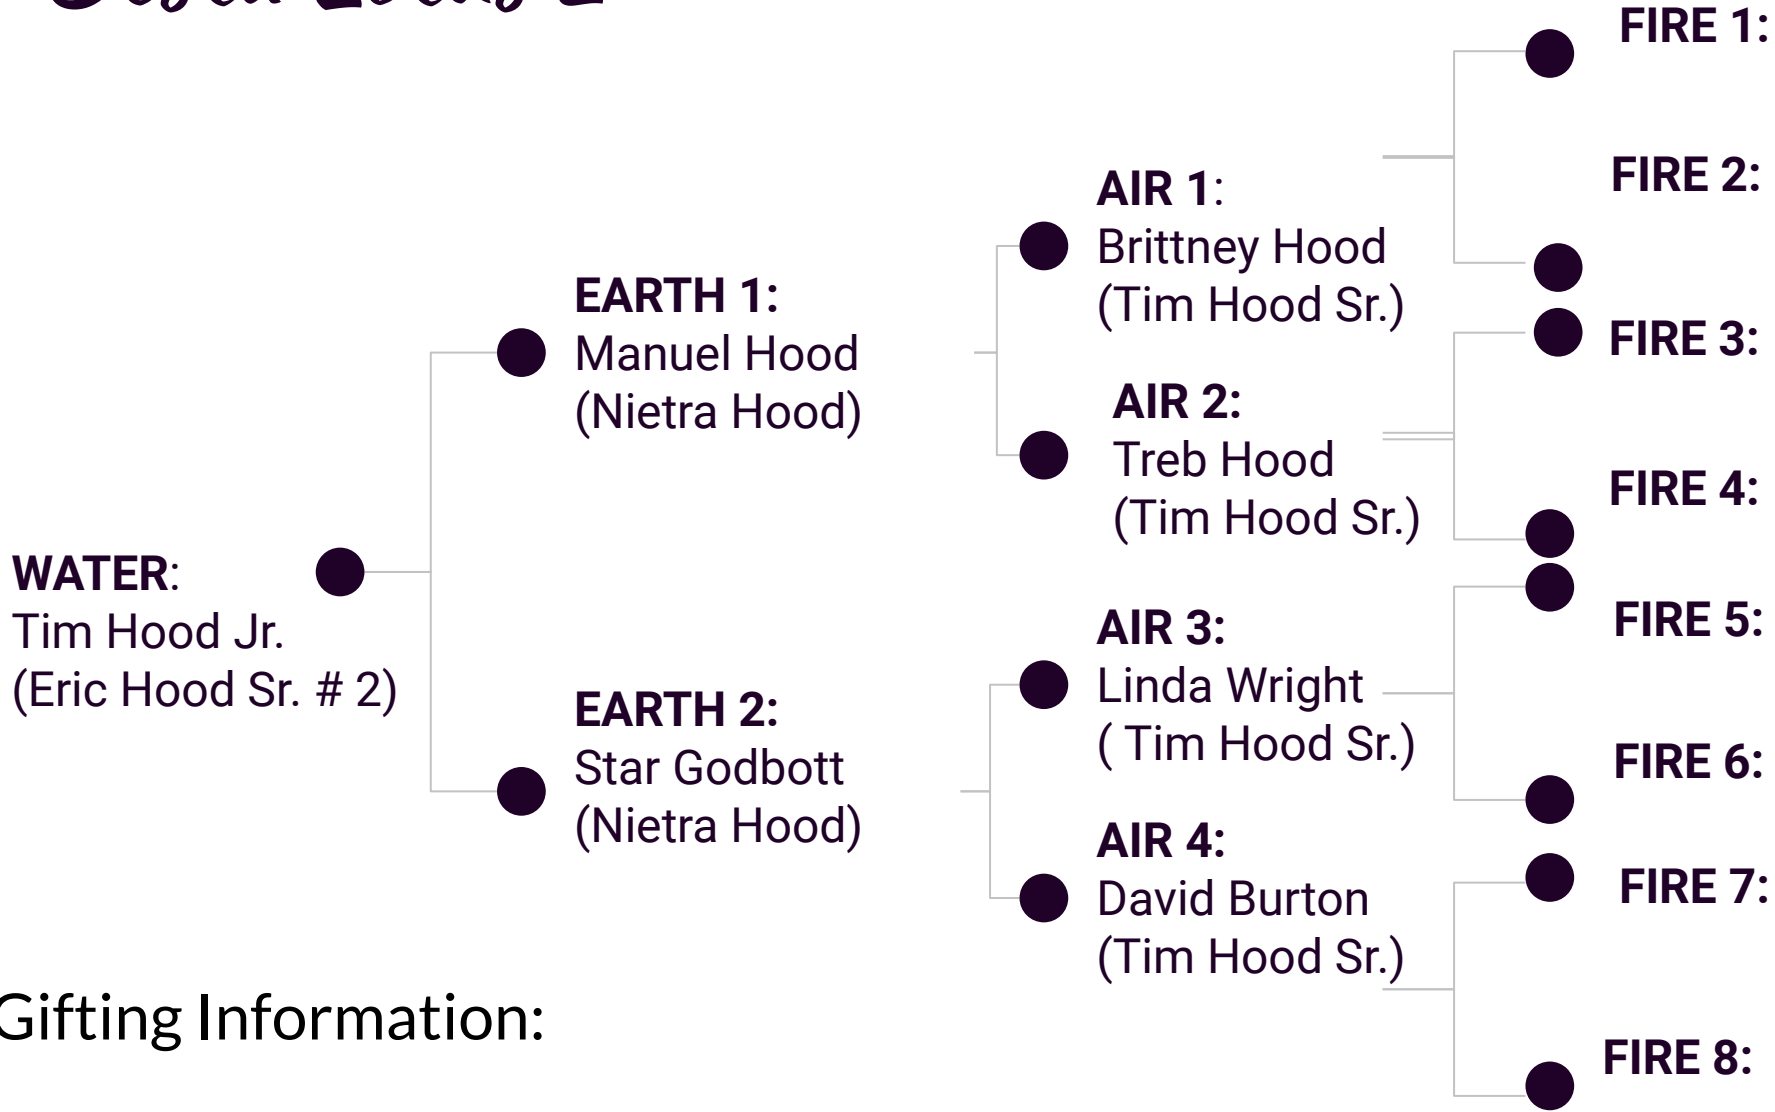 FIRE 1:
FIRE 2:
AIR 1:
Brittney Hood
(Tim Hood Sr.)
EARTH 1:
Manuel Hood
(Nietra Hood)
FIRE 3:
AIR 2:
Treb Hood
(Tim Hood Sr.)
FIRE 4:
WATER:
Tim Hood Jr.
(Eric Hood Sr. # 2)
AIR 3:
Linda Wright
( Tim Hood Sr.)
FIRE 5:
EARTH 2:
Star Godbott
(Nietra Hood)
FIRE 6:
AIR 4:
David Burton
(Tim Hood Sr.)
FIRE 7:
Gifting Information:
FIRE 8: